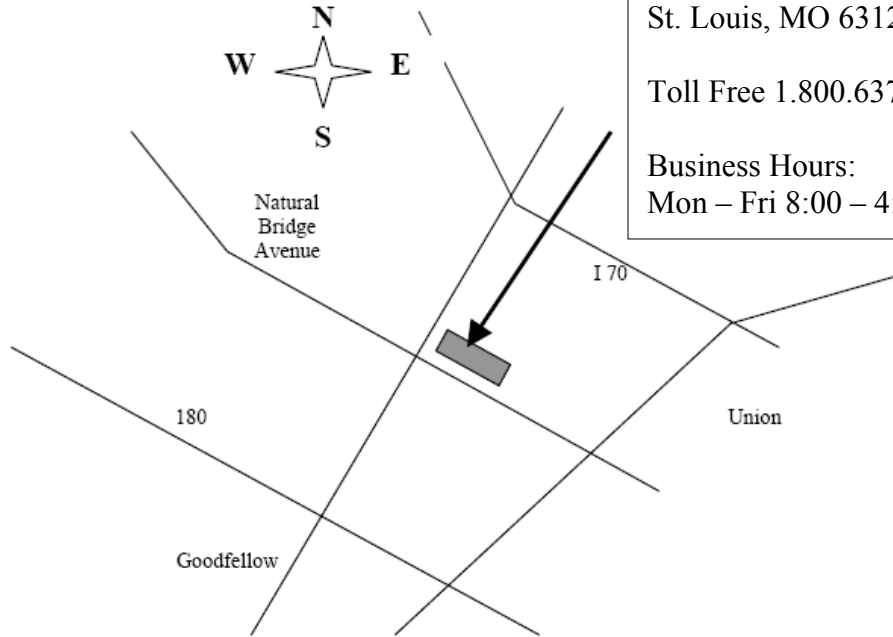 N
W
E
S
St. Louis, MO 6312
Toll Free 1.800.637
Business Hours:
Mon – Fri 8:00 – 4
Natural
Bridge
Avenue
I 70
180
Union
Goodfellow